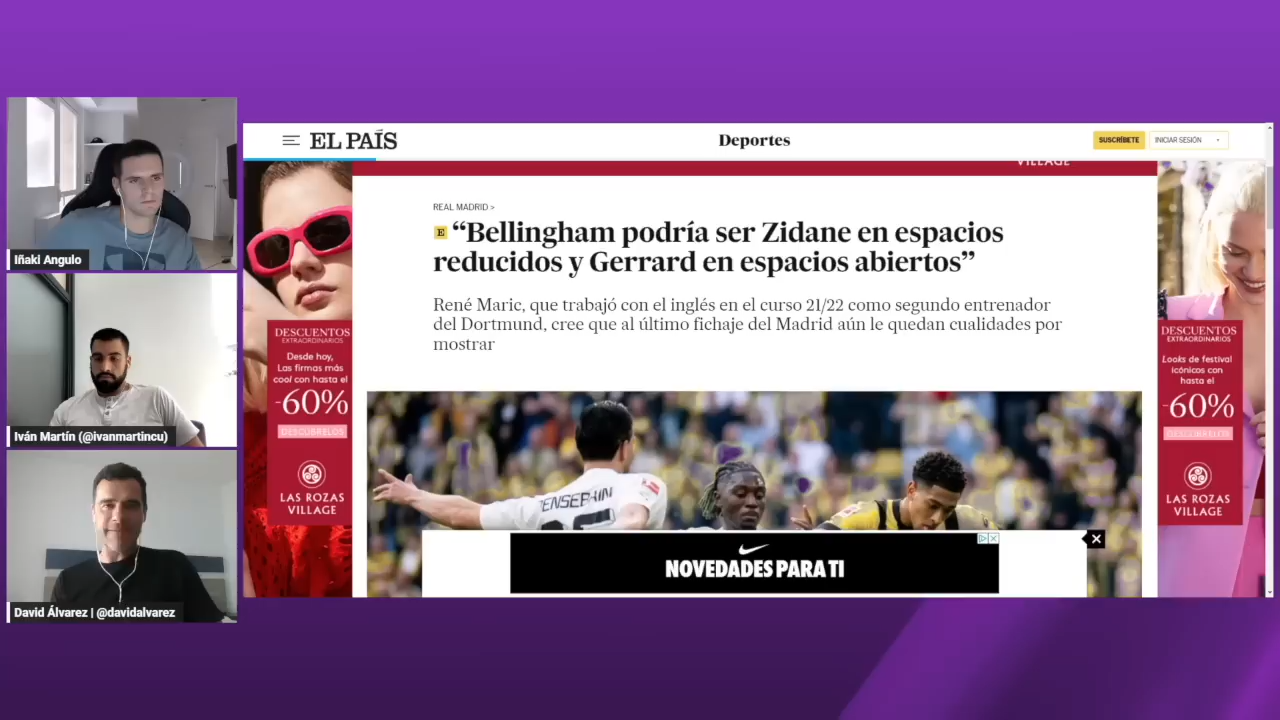 Iñaki Angulo
Iván Martín (@ivanmartincu)
David Álvarez | @davidalvarez
EL PAÍS
Deportes
SUSCRÍBETE
INICIAR SESIÓN
VILLAGE
REAL MADRID >
E “Bellingham podría ser Zidane en espacios
reducidos y Gerrard en espacios abiertos”
René Maric, que trabajó con el inglés en el curso 21/22 como segundo entrenador
del Dortmund, cree que al último fichaje del Madrid aún le quedan cualidades por
mostrar
DESCUENTOS
EXTRAORDINARIOS
Desde hoy,
Las firmas más
cool con hasta el
-60%
DESCÚBRELOS
LAS ROZAS
VILLAGE
DESCUENTOS
EXTRAORDINARIOS
Looks de festival
icónicos con
hasta el
-60%
DESCÚBRELOS
LAS ROZAS
VILLAGE
BENSEBAINI
NOVEDADES PARA TI